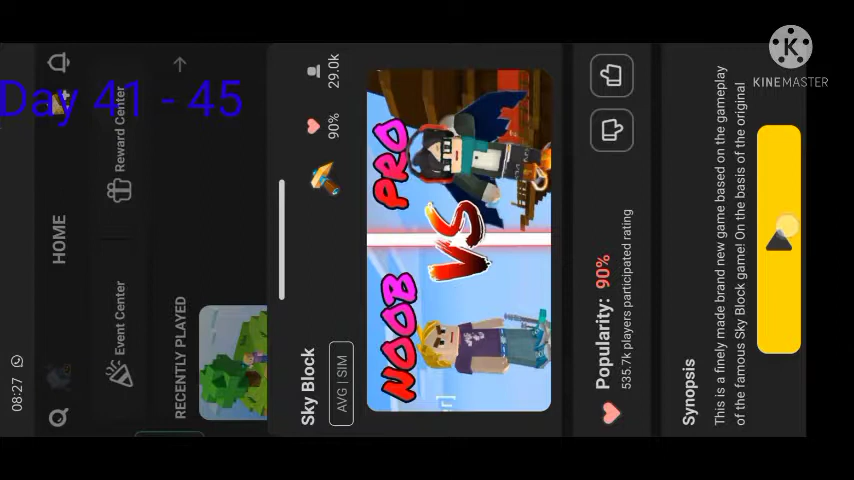 Day 41 - 45
KINEMASTER
08:27
HOME
Event Center
Reward Center
RECENTLY PLAYED
Sky Block
90%
29.0k
AVG | SIM
NOOB VS PRO
Popularity: 90%
535.7k players participated rating
Synopsis
This is a finely made brand new game based on the gameplay
of the famous Sky Block game! On the basis of the original